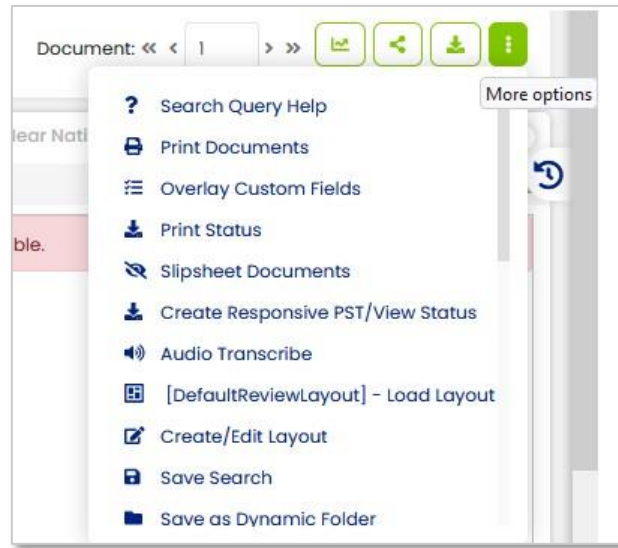 Document: « < 1 > »
More options
? Search Query Help
lear Nati
Print Documents
Overlay Custom Fields
Print Status
ble.
Slipsheet Documents
Create Responsive PST/View Status
Audio Transcribe
[DefaultReviewLayout] - Load Layout
Create/Edit Layout
Save Search
Save as Dynamic Folder